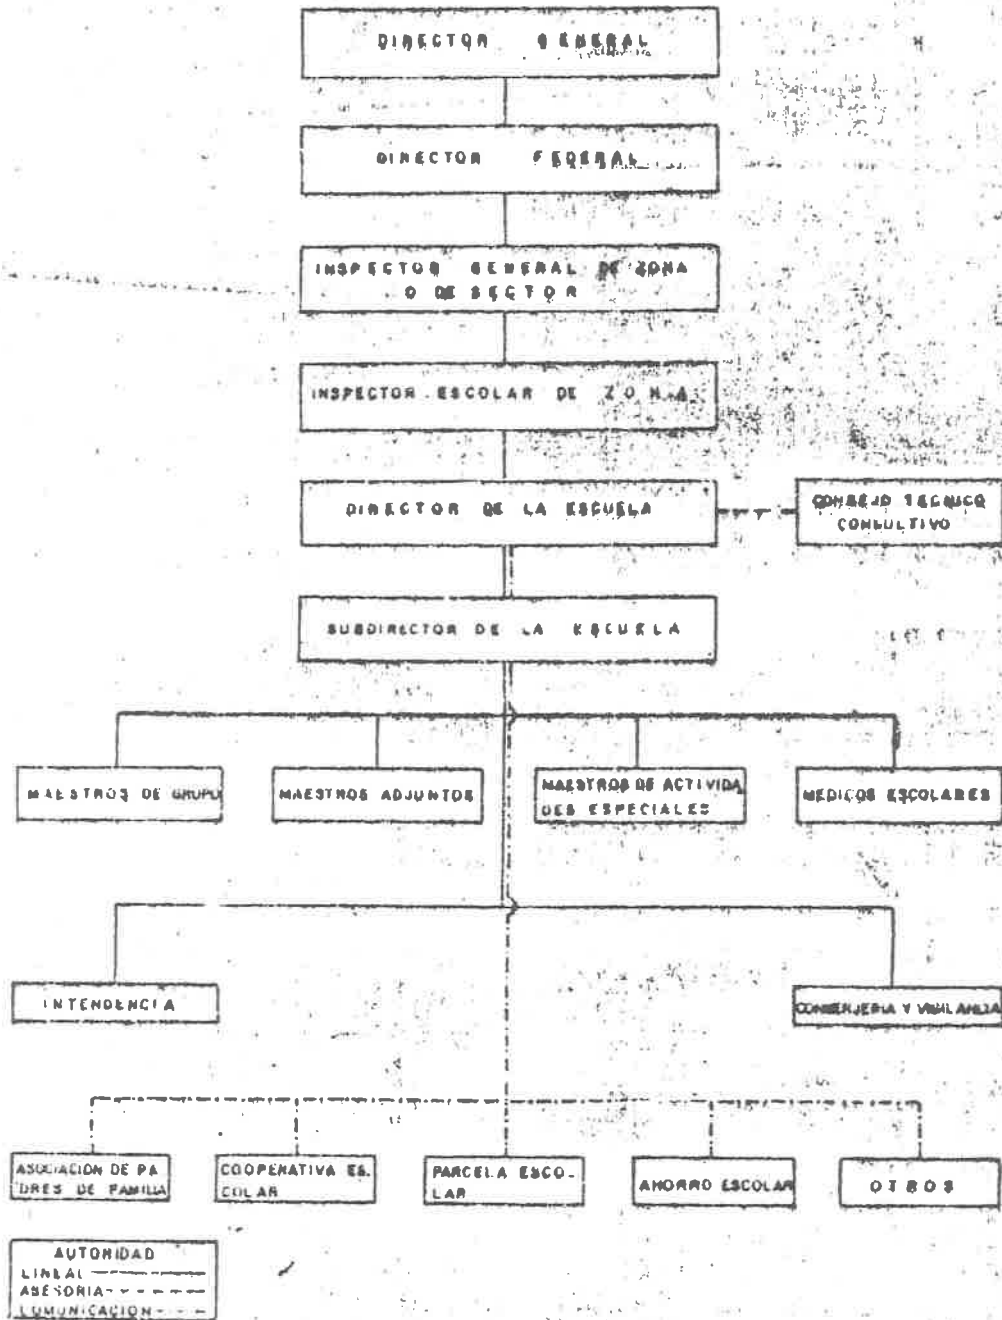 DIRECTOR GENERAL
DIRECTOR FEDERAL
INSPECTOR GENERAL DE ZONA
O DE SECTOR
INSPECTOR ESCOLAR DE ZONA
DIRECTOR DE LA ESCUELA
CONSEJO TECNICO
CONSULTIVO
SUBDIRECTOR DE LA ESCUELA
MAESTROS DE GRUPO
MAESTROS ADJUNTOS
MAESTROS DE ACTIVIDA
DES ESPECIALES
MEDICOS ESCOLARES
INTENDENCIA
CONSERJERIA Y VIGILANCIA
ASOCIACION DE PA
DRES DE FAMILIA
COOPERATIVA ES.
COLAR
PARCELA ESCO-
LAR
AHORRO ESCOLAR
OTROS
AUTORIDAD
LINEAL
ASESORIA
COMUNICACION